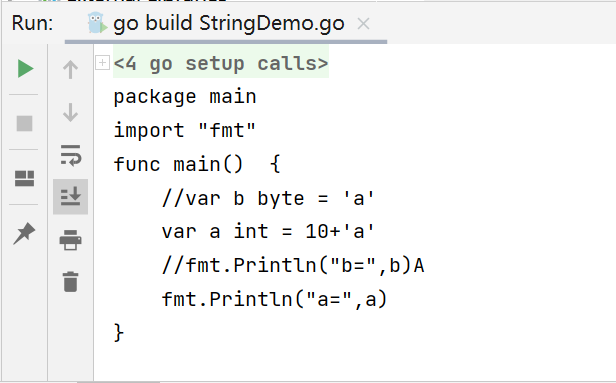 Run: go build StringDemo.go
<4 go setup calls>
package main
import "fmt"
func main()  {
    //var b byte = 'a'
    var a int = 10+'a'
    //fmt.Println("b=",b)A
    fmt.Println("a=",a)
}